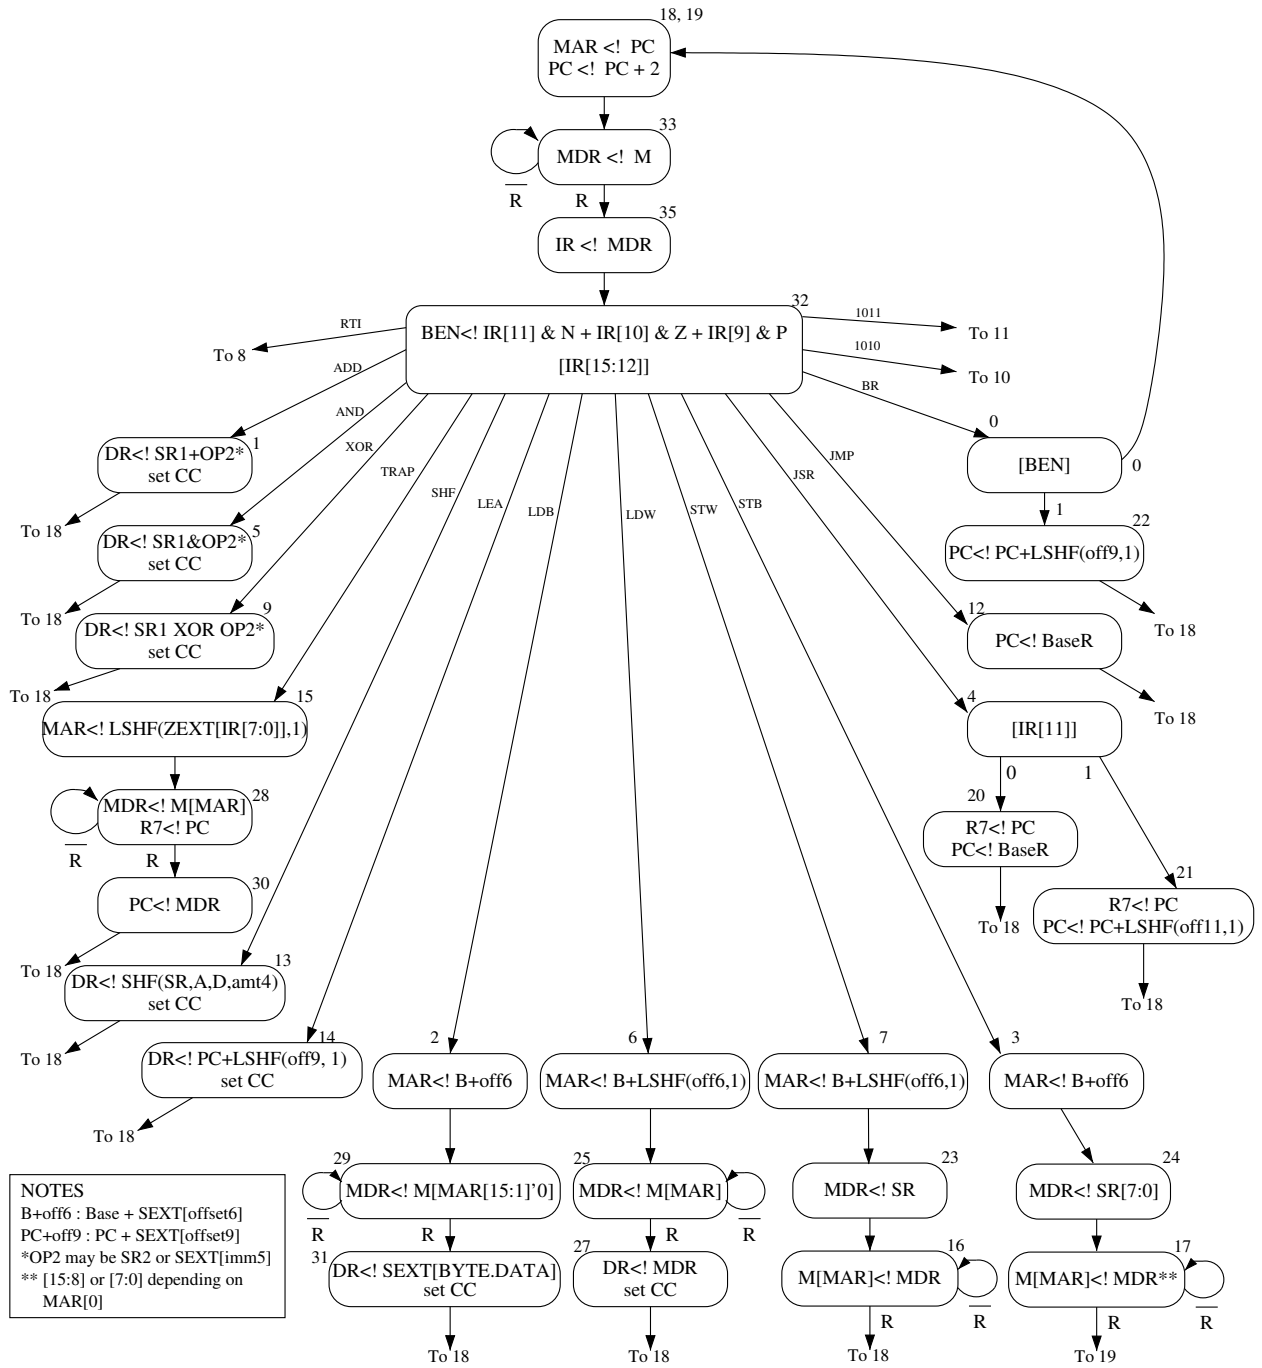 18, 19
MAR <! PC
PC <! PC + 2
33
MDR <! M
R
R
35
IR <! MDR
32
BEN<! IR[11] & N + IR[10] & Z + IR[9] & P
[IR[15:12]]
RTI
To 8
1011
To 11
1010
To 10
ADD
AND
XOR
TRAP
SHF
LEA
LDB
LDW
STW
STB
JSR
JMP
BR
1
DR<! SR1+OP2*
set CC
To 18
0
[BEN]
0
1
5
DR<! SR1&OP2*
set CC
To 18
22
PC<! PC+LSHF(off9,1)
To 18
9
DR<! SR1 XOR OP2*
set CC
To 18
12
PC<! BaseR
To 18
15
MAR<! LSHF(ZEXT[IR[7:0]],1)
4
[IR[11]]
0
1
28
MDR<! M[MAR]
R7<! PC
R
R
20
R7<! PC
PC<! BaseR
To 18
30
PC<! MDR
To 18
21
R7<! PC
PC<! PC+LSHF(off11,1)
To 18
13
DR<! SHF(SR,A,D,amt4)
set CC
To 18
14
DR<! PC+LSHF(off9, 1)
set CC
To 18
2
MAR<! B+off6
6
MAR<! B+LSHF(off6,1)
7
MAR<! B+LSHF(off6,1)
3
MAR<! B+off6
29
MDR<! M[MAR[15:1]'0]
R
R
25
MDR<! M[MAR]
R
R
23
MDR<! SR
24
MDR<! SR[7:0]
31
DR<! SEXT[BYTE.DATA]
set CC
To 18
27
DR<! MDR
set CC
To 18
16
M[MAR]<! MDR
R
R
To 18
17
M[MAR]<! MDR**
R
R
To 19
NOTES
B+off6 : Base + SEXT[offset6]
PC+off9 : PC + SEXT[offset9]
*OP2 may be SR2 or SEXT[imm5]
** [15:8] or [7:0] depending on
MAR[0]